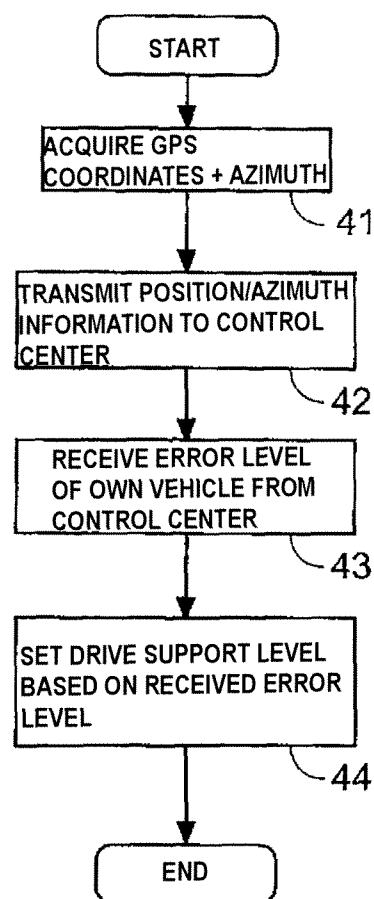 START
ACQUIRE GPS
COORDINATES + AZIMUTH
41
TRANSMIT POSITION/AZIMUTH
INFORMATION TO CONTROL
CENTER
42
RECEIVE ERROR LEVEL
OF OWN VEHICLE FROM
CONTROL CENTER
43
SET DRIVE SUPPORT LEVEL
BASED ON RECEIVED ERROR
LEVEL
44
END